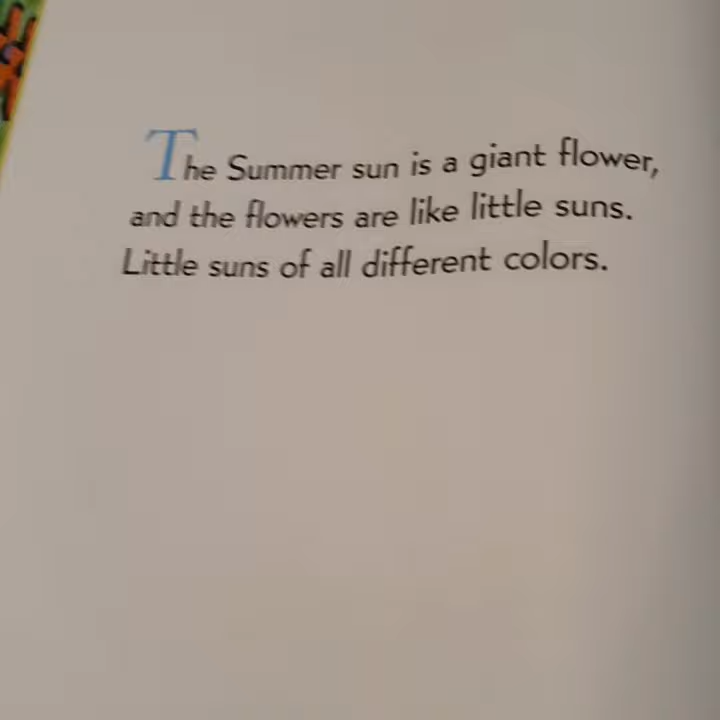 The Summer sun is a giant flower,
and the flowers are like little suns.
Little suns of all different colors.